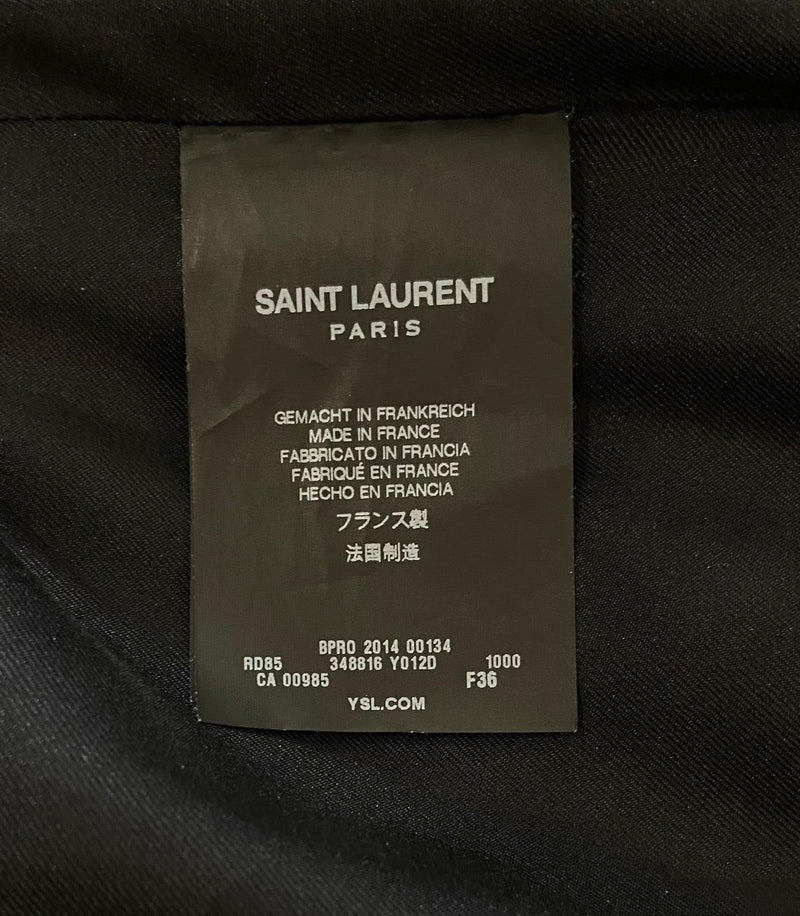 SAINT LAURENT
PARIS
GEMACHT IN FRANKREICH
MADE IN FRANCE
FABBRICATO IN FRANCIA
FABRIQUÉ EN FRANCE
HECHO EN FRANCIA
フランス製
法国制造
BPRO 2014 00134
RD85 348816 Y012D 1000
CA 00985 F36
YSL.COM